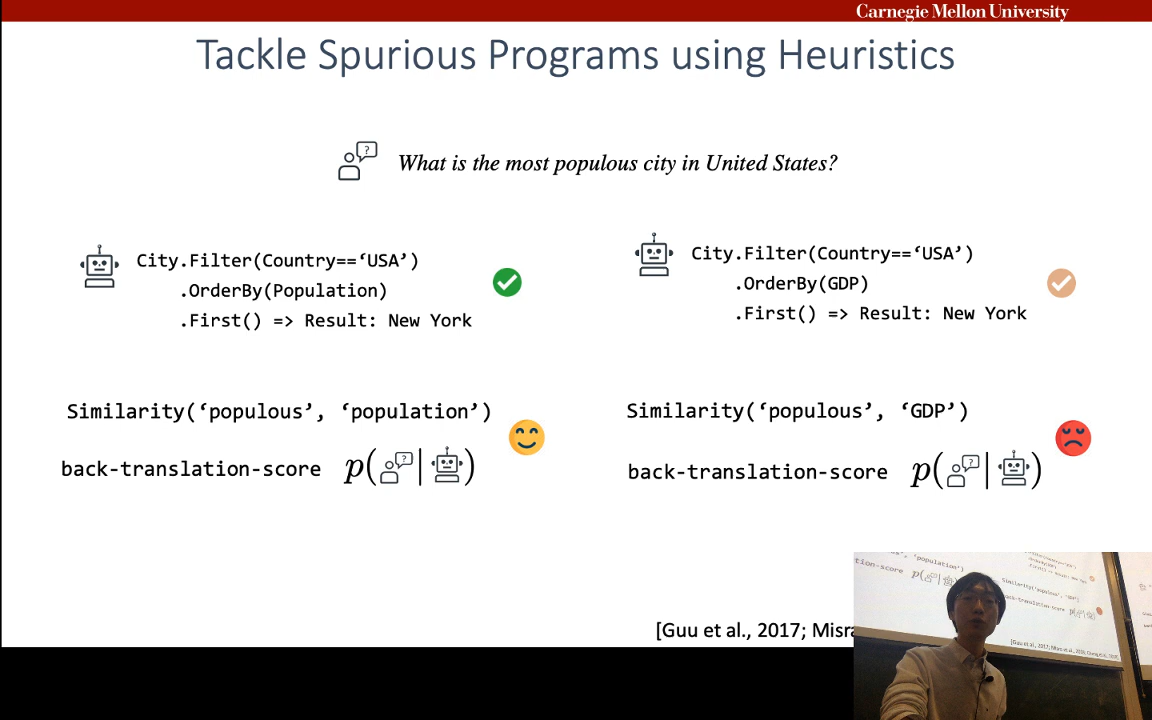 Carnegie Mellon University
Tackle Spurious Programs using Heuristics
What is the most populous city in United States?
City.Filter(Country==‘USA’)
.OrderBy(Population)
.First() => Result: New York
City.Filter(Country==‘USA’)
.OrderBy(GDP)
.First() => Result: New York
Similarity(‘populous’, ‘population’)
back-translation-score p( | )
Similarity(‘populous’, ‘GDP’)
back-translation-score p( | )
[Guu et al., 2017; Misra